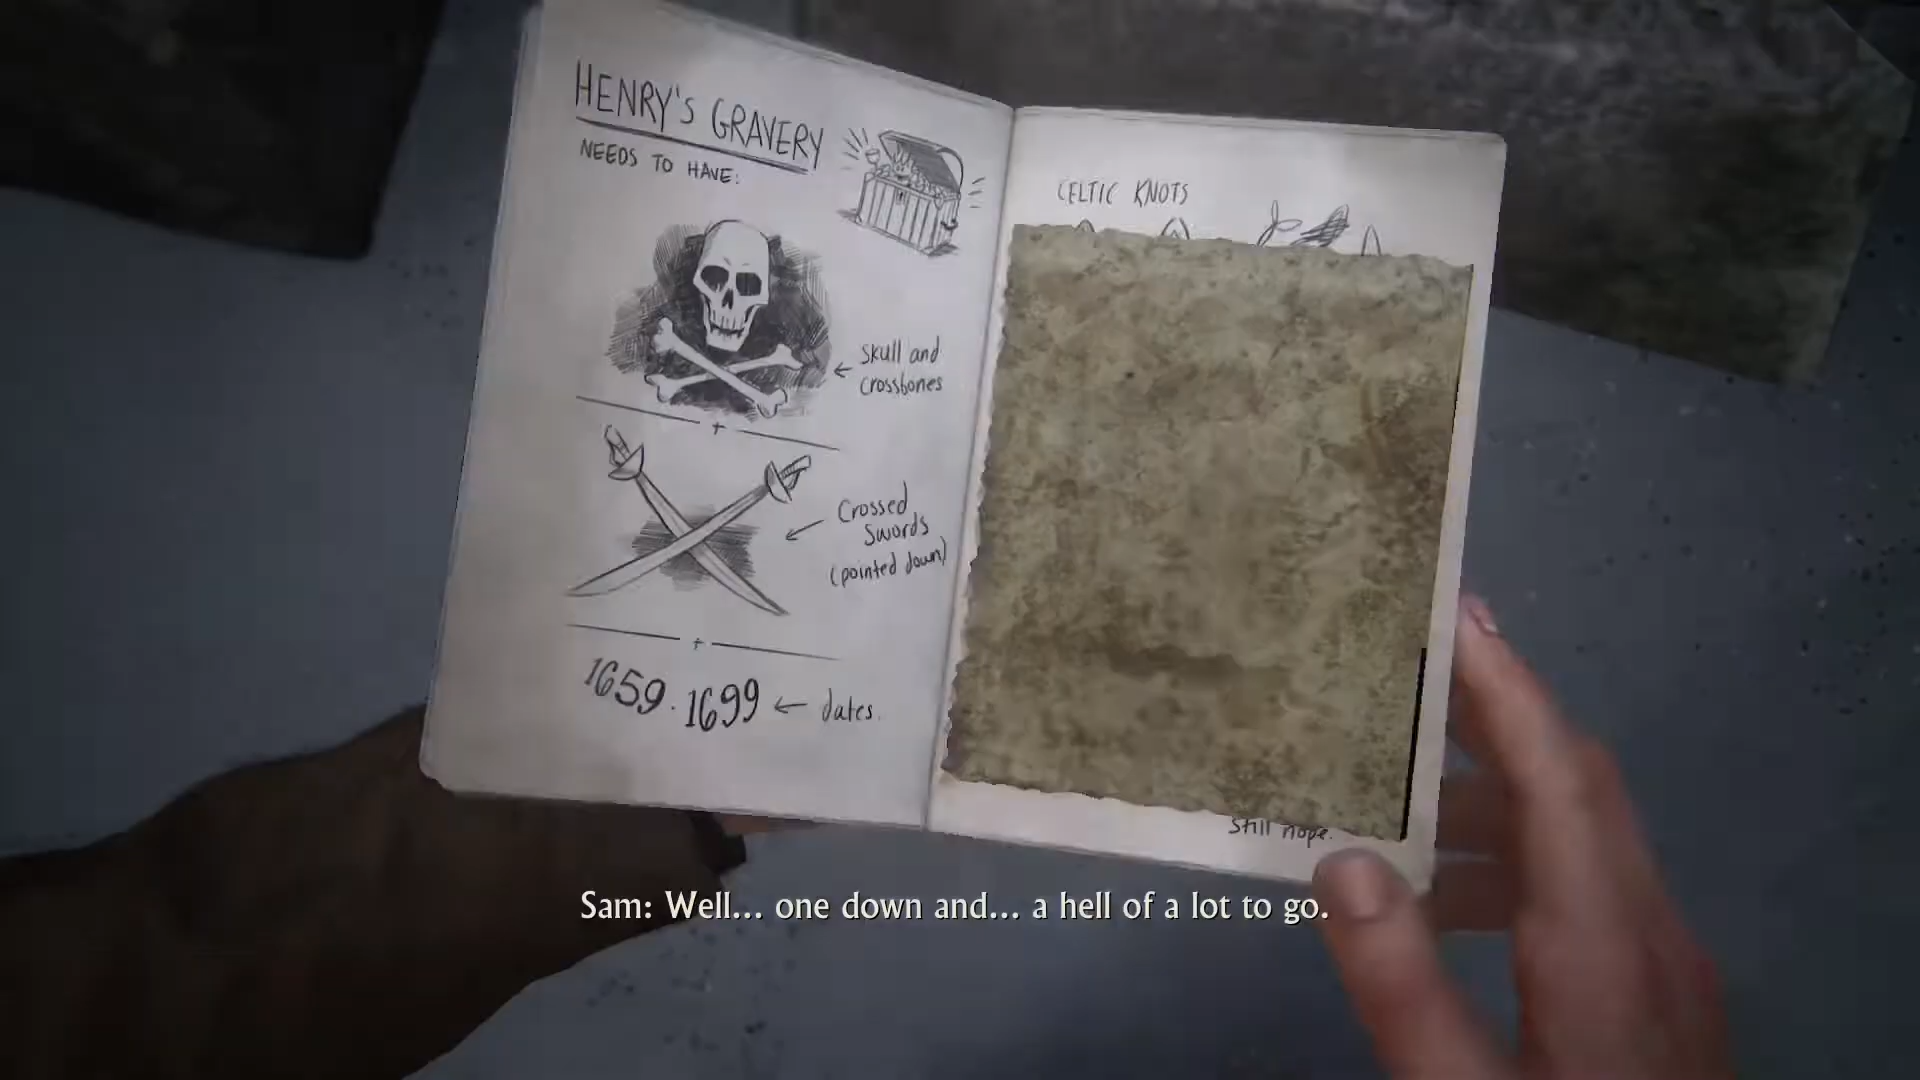 HENRY'S GRAVERY
NEEDS TO HAVE:
Skull and
crossbones
+
Crossed
Swords
(pointed down)
+
1659. 1699 ← dates.
CELTIC KNOTS
Still nope.
Sam: Well... one down and... a hell of a lot to go.